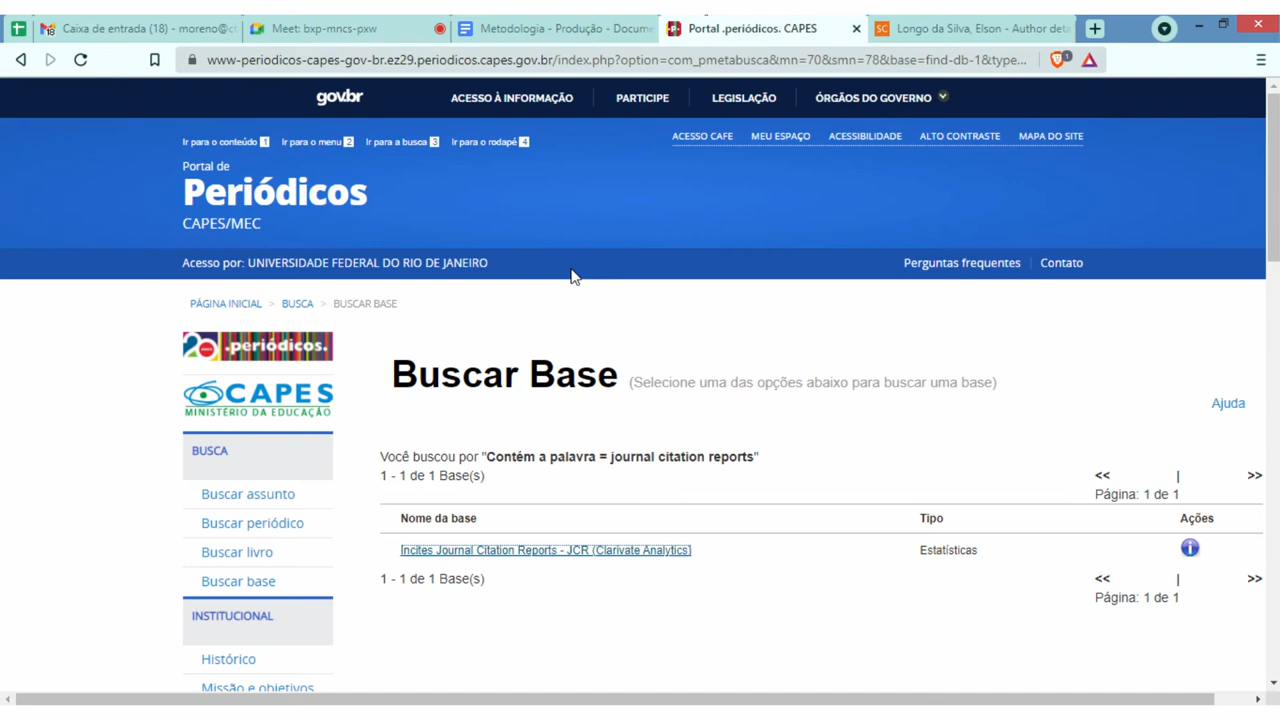 Caixa de entrada (18) - moreno@c
Meet: bxp-mncs-pxw
Metodologia - Produção - Docume
Portal .periódicos. CAPES
Longo da Silva, Elson - Author det
www-periodicos-capes-gov-br.ez29.periodicos.capes.gov.br/index.php?option=com_pmetabusca&mn=70&smn=78&base=find-db-1&type...
1
gov.br
ACESSO À INFORMAÇÃO
PARTICIPE
LEGISLAÇÃO
ÓRGÃOS DO GOVERNO
Ir para o conteúdo 1 Ir para o menu 2 Ir para a busca 3 Ir para o rodapé 4
ACESSO CAFE MEU ESPAÇO ACESSIBILIDADE ALTO CONTRASTE MAPA DO SITE
Portal de
Periódicos
CAPES/MEC
Acesso por: UNIVERSIDADE FEDERAL DO RIO DE JANEIRO
Perguntas frequentes
Contato
PÁGINA INICIAL > BUSCA > BUSCAR BASE
20 .periódicos.
CAPES
MINISTÉRIO DA EDUCAÇÃO
BUSCA
Buscar assunto
Buscar periódico
Buscar livro
Buscar base
INSTITUCIONAL
Histórico
Missão e objetivos
Buscar Base (Selecione uma das opções abaixo para buscar uma base)
Ajuda
Você buscou por "Contém a palavra = journal citation reports"
1 - 1 de 1 Base(s)
<< | >>
Página: 1 de 1
Nome da base Tipo Ações
Incites Journal Citation Reports - JCR (Clarivate Analytics) Estatísticas
1 - 1 de 1 Base(s)
<< | >>
Página: 1 de 1